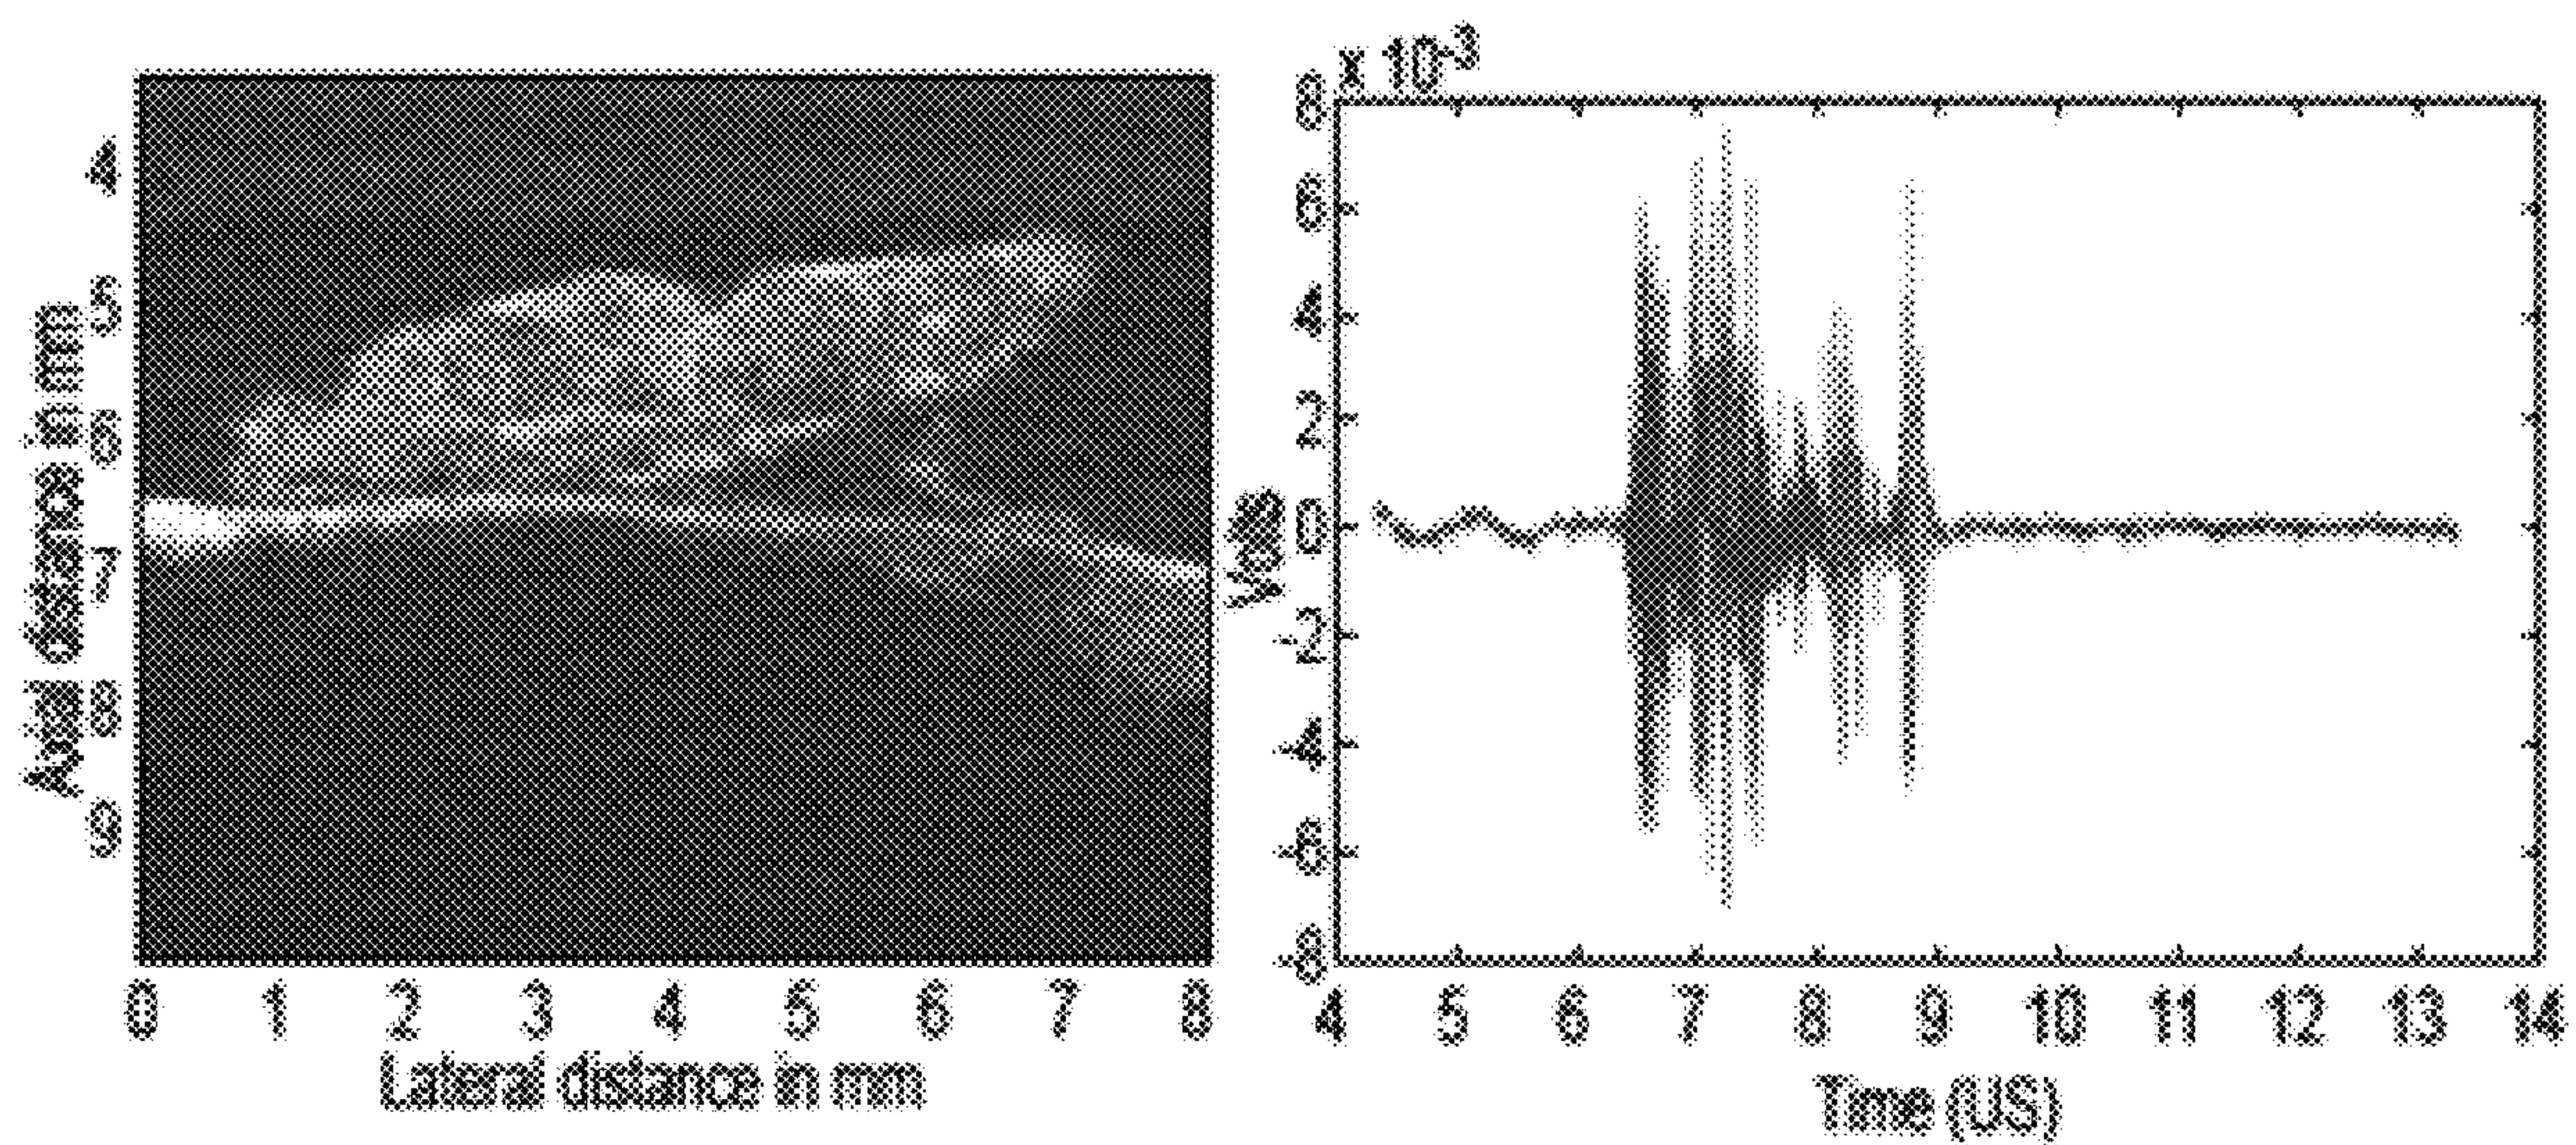 Axial distance in mm
4
5
6
7
8
9
0 1 2 3 4 5 6 7 8
Lateral distance in mm
x 10-3
Volts
8
6
4
2
0
-2
-4
-6
-8
4 5 6 7 8 9 10 11 12 13 14
Time (US)